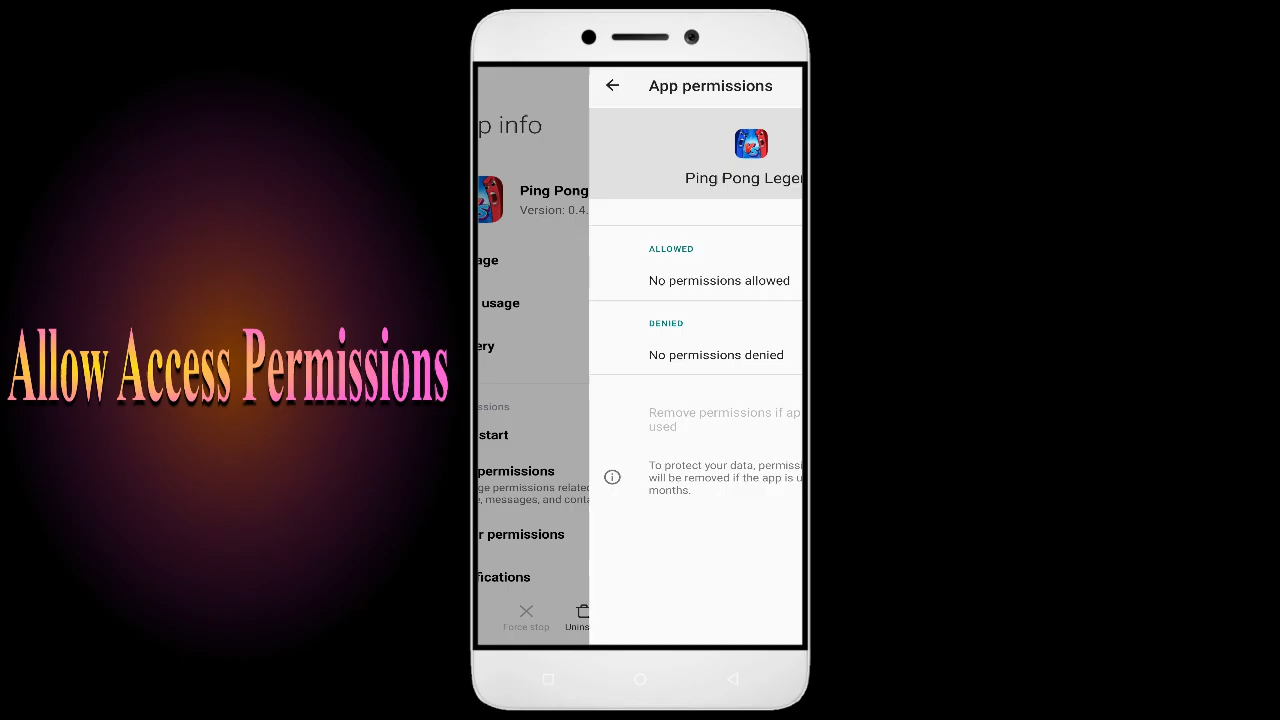 Allow Access Permissions
p info
Ping Pong
Version: 0.4.
age
usage
ery
ssions
start
permissions
ge permissions related
e, messages, and conta
r permissions
fications
Force stop
Unins
App permissions
Ping Pong Leger
ALLOWED
No permissions allowed
DENIED
No permissions denied
Remove permissions if ap
used
To protect your data, permissi
will be removed if the app is u
months.